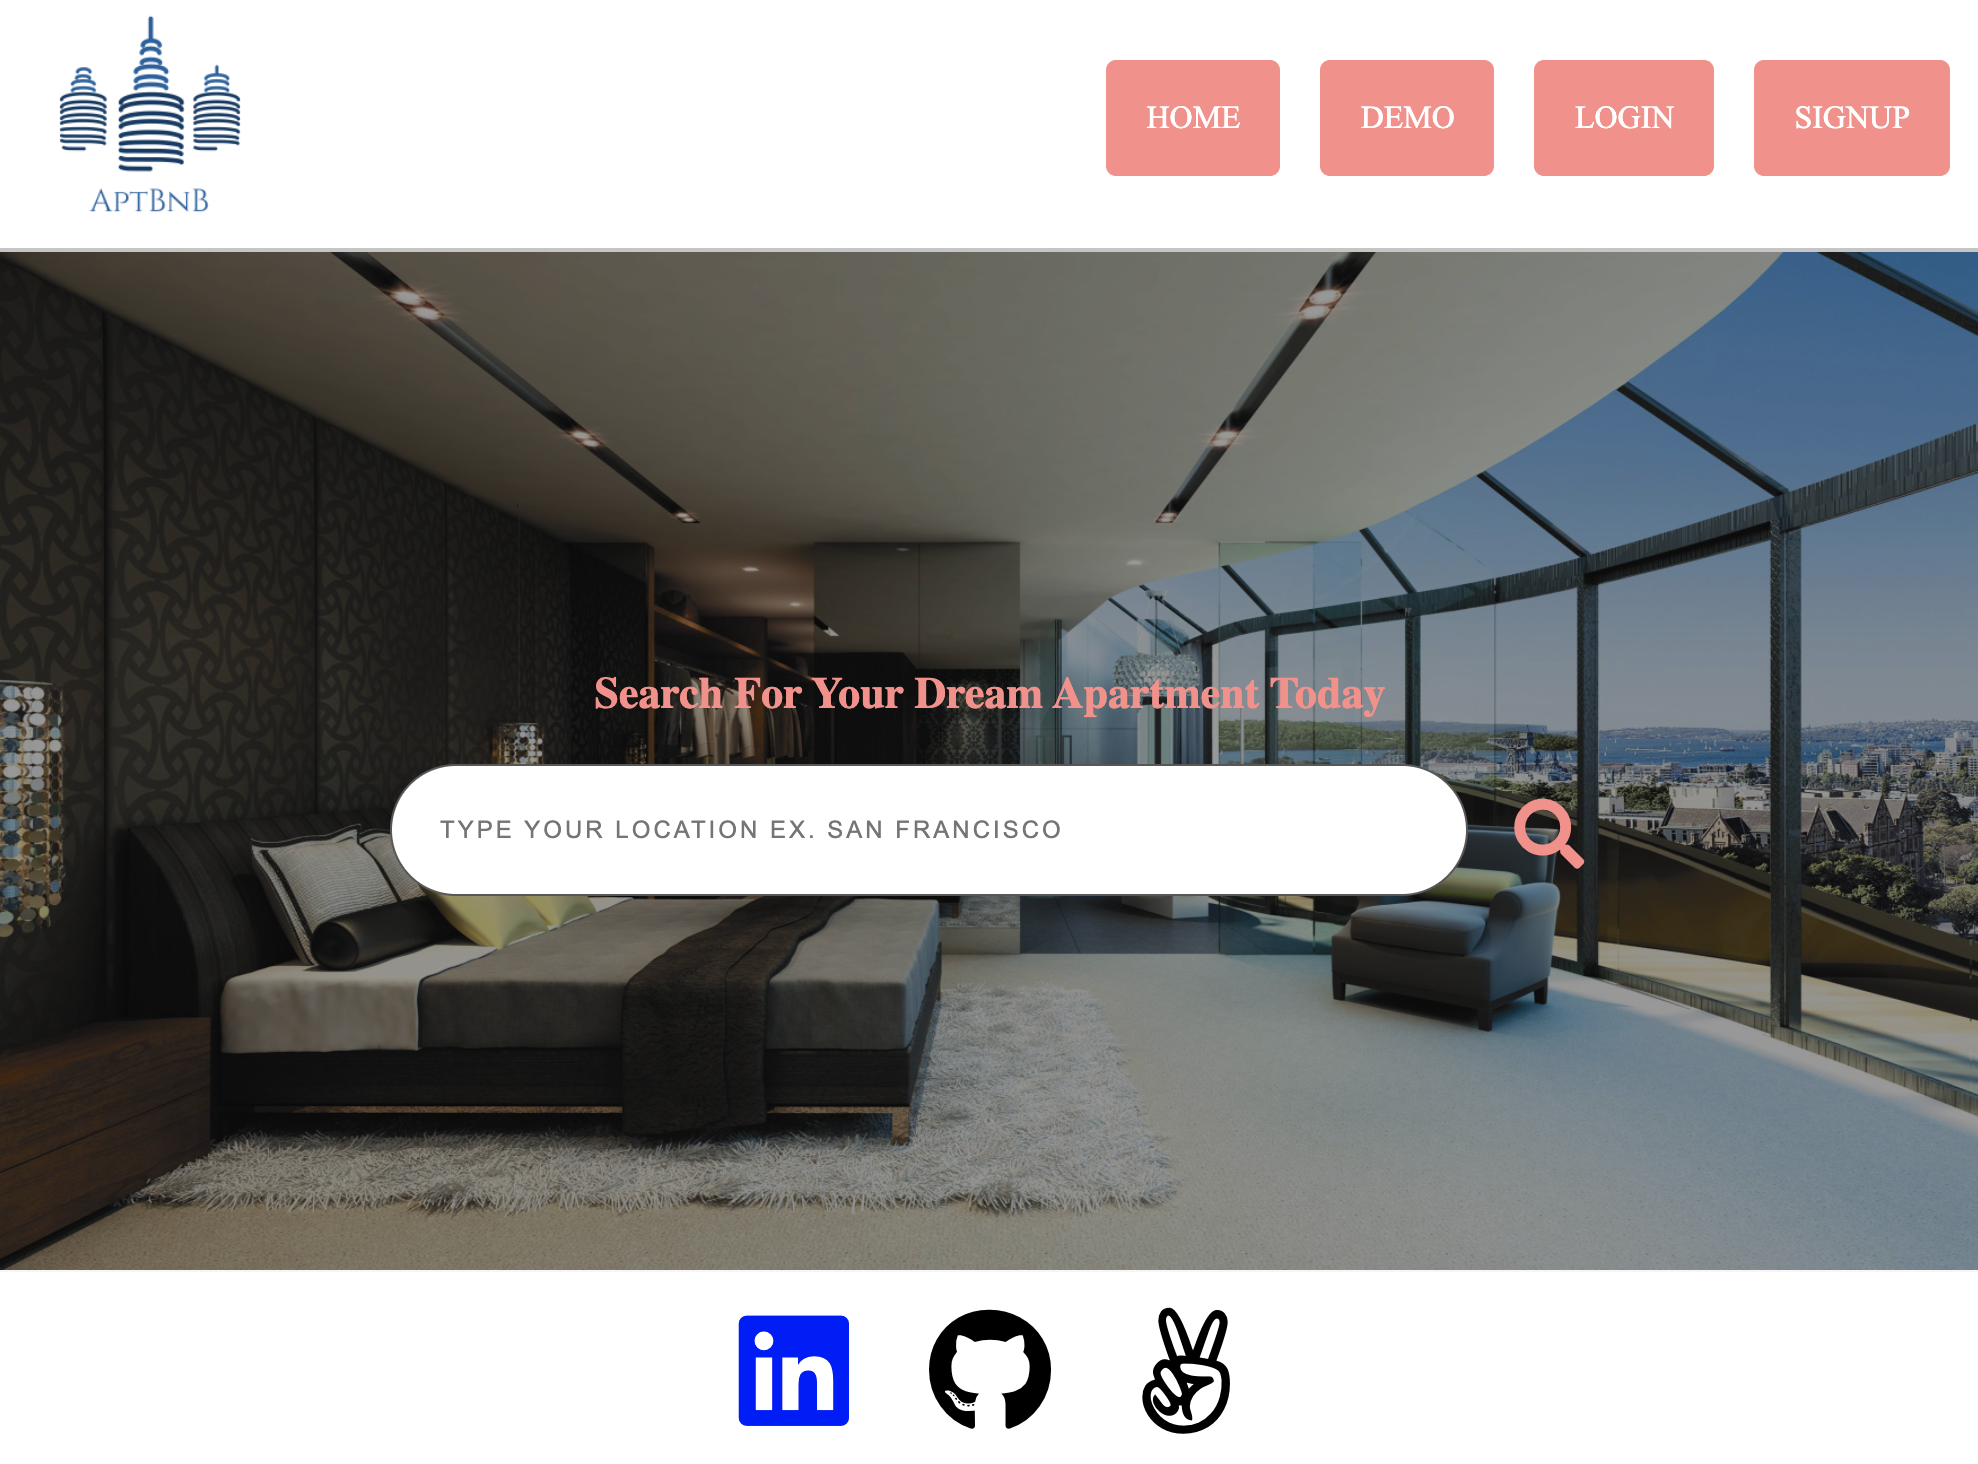 APTBNB
HOME
DEMO
LOGIN
SIGNUP
Search For Your Dream Apartment Today
TYPE YOUR LOCATION EX. SAN FRANCISCO
in